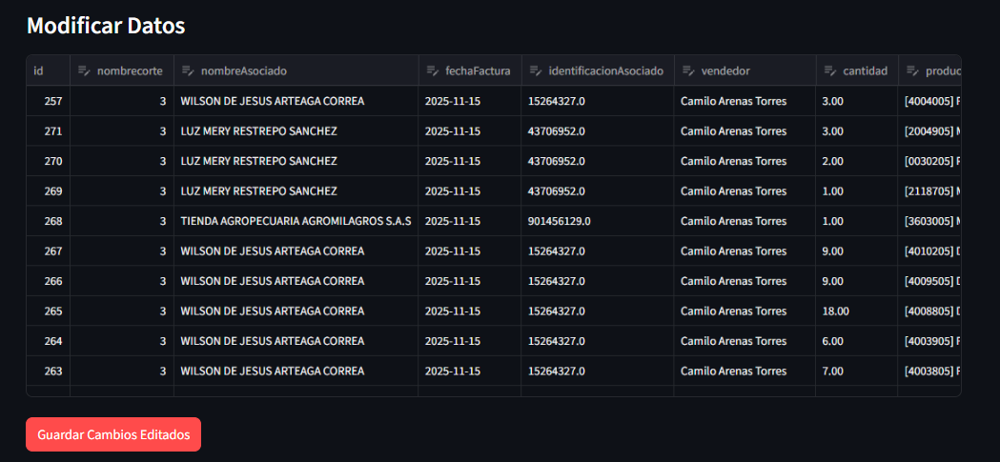 Modificar Datos
id nombrecorte nombreAsociado fechaFactura identificacionAsociado vendedor cantidad produc
257 3 WILSON DE JESUS ARTEAGA CORREA 2025-11-15 15264327.0 Camilo Arenas Torres 3.00 [4004005]
271 3 LUZ MERY RESTREPO SANCHEZ 2025-11-15 43706952.0 Camilo Arenas Torres 3.00 [2004905]
270 3 LUZ MERY RESTREPO SANCHEZ 2025-11-15 43706952.0 Camilo Arenas Torres 2.00 [0030205]
269 3 LUZ MERY RESTREPO SANCHEZ 2025-11-15 43706952.0 Camilo Arenas Torres 1.00 [2118705]
268 3 TIENDA AGROPECUARIA AGROMILAGROS S.A.S 2025-11-15 901456129.0 Camilo Arenas Torres 1.00 [3603005]
267 3 WILSON DE JESUS ARTEAGA CORREA 2025-11-15 15264327.0 Camilo Arenas Torres 9.00 [4010205]
266 3 WILSON DE JESUS ARTEAGA CORREA 2025-11-15 15264327.0 Camilo Arenas Torres 9.00 [4009505]
265 3 WILSON DE JESUS ARTEAGA CORREA 2025-11-15 15264327.0 Camilo Arenas Torres 18.00 [4008805]
264 3 WILSON DE JESUS ARTEAGA CORREA 2025-11-15 15264327.0 Camilo Arenas Torres 6.00 [4003905]
263 3 WILSON DE JESUS ARTEAGA CORREA 2025-11-15 15264327.0 Camilo Arenas Torres 7.00 [4003805]
Guardar Cambios Editados